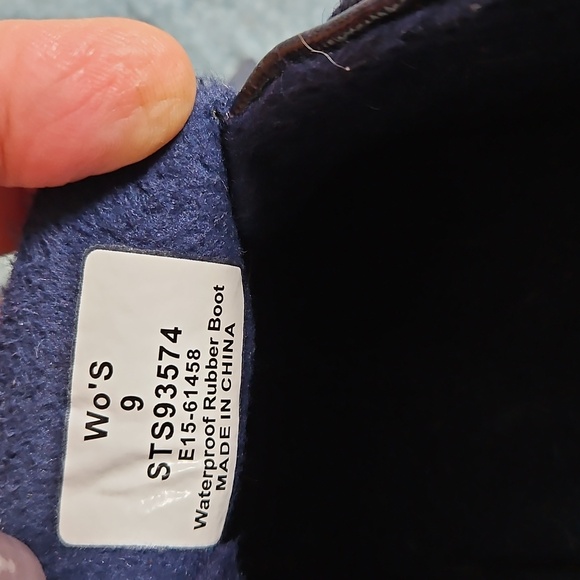 Wo'S
9
STS93574
E15-61458
Waterproof Rubber Boot
MADE IN CHINA